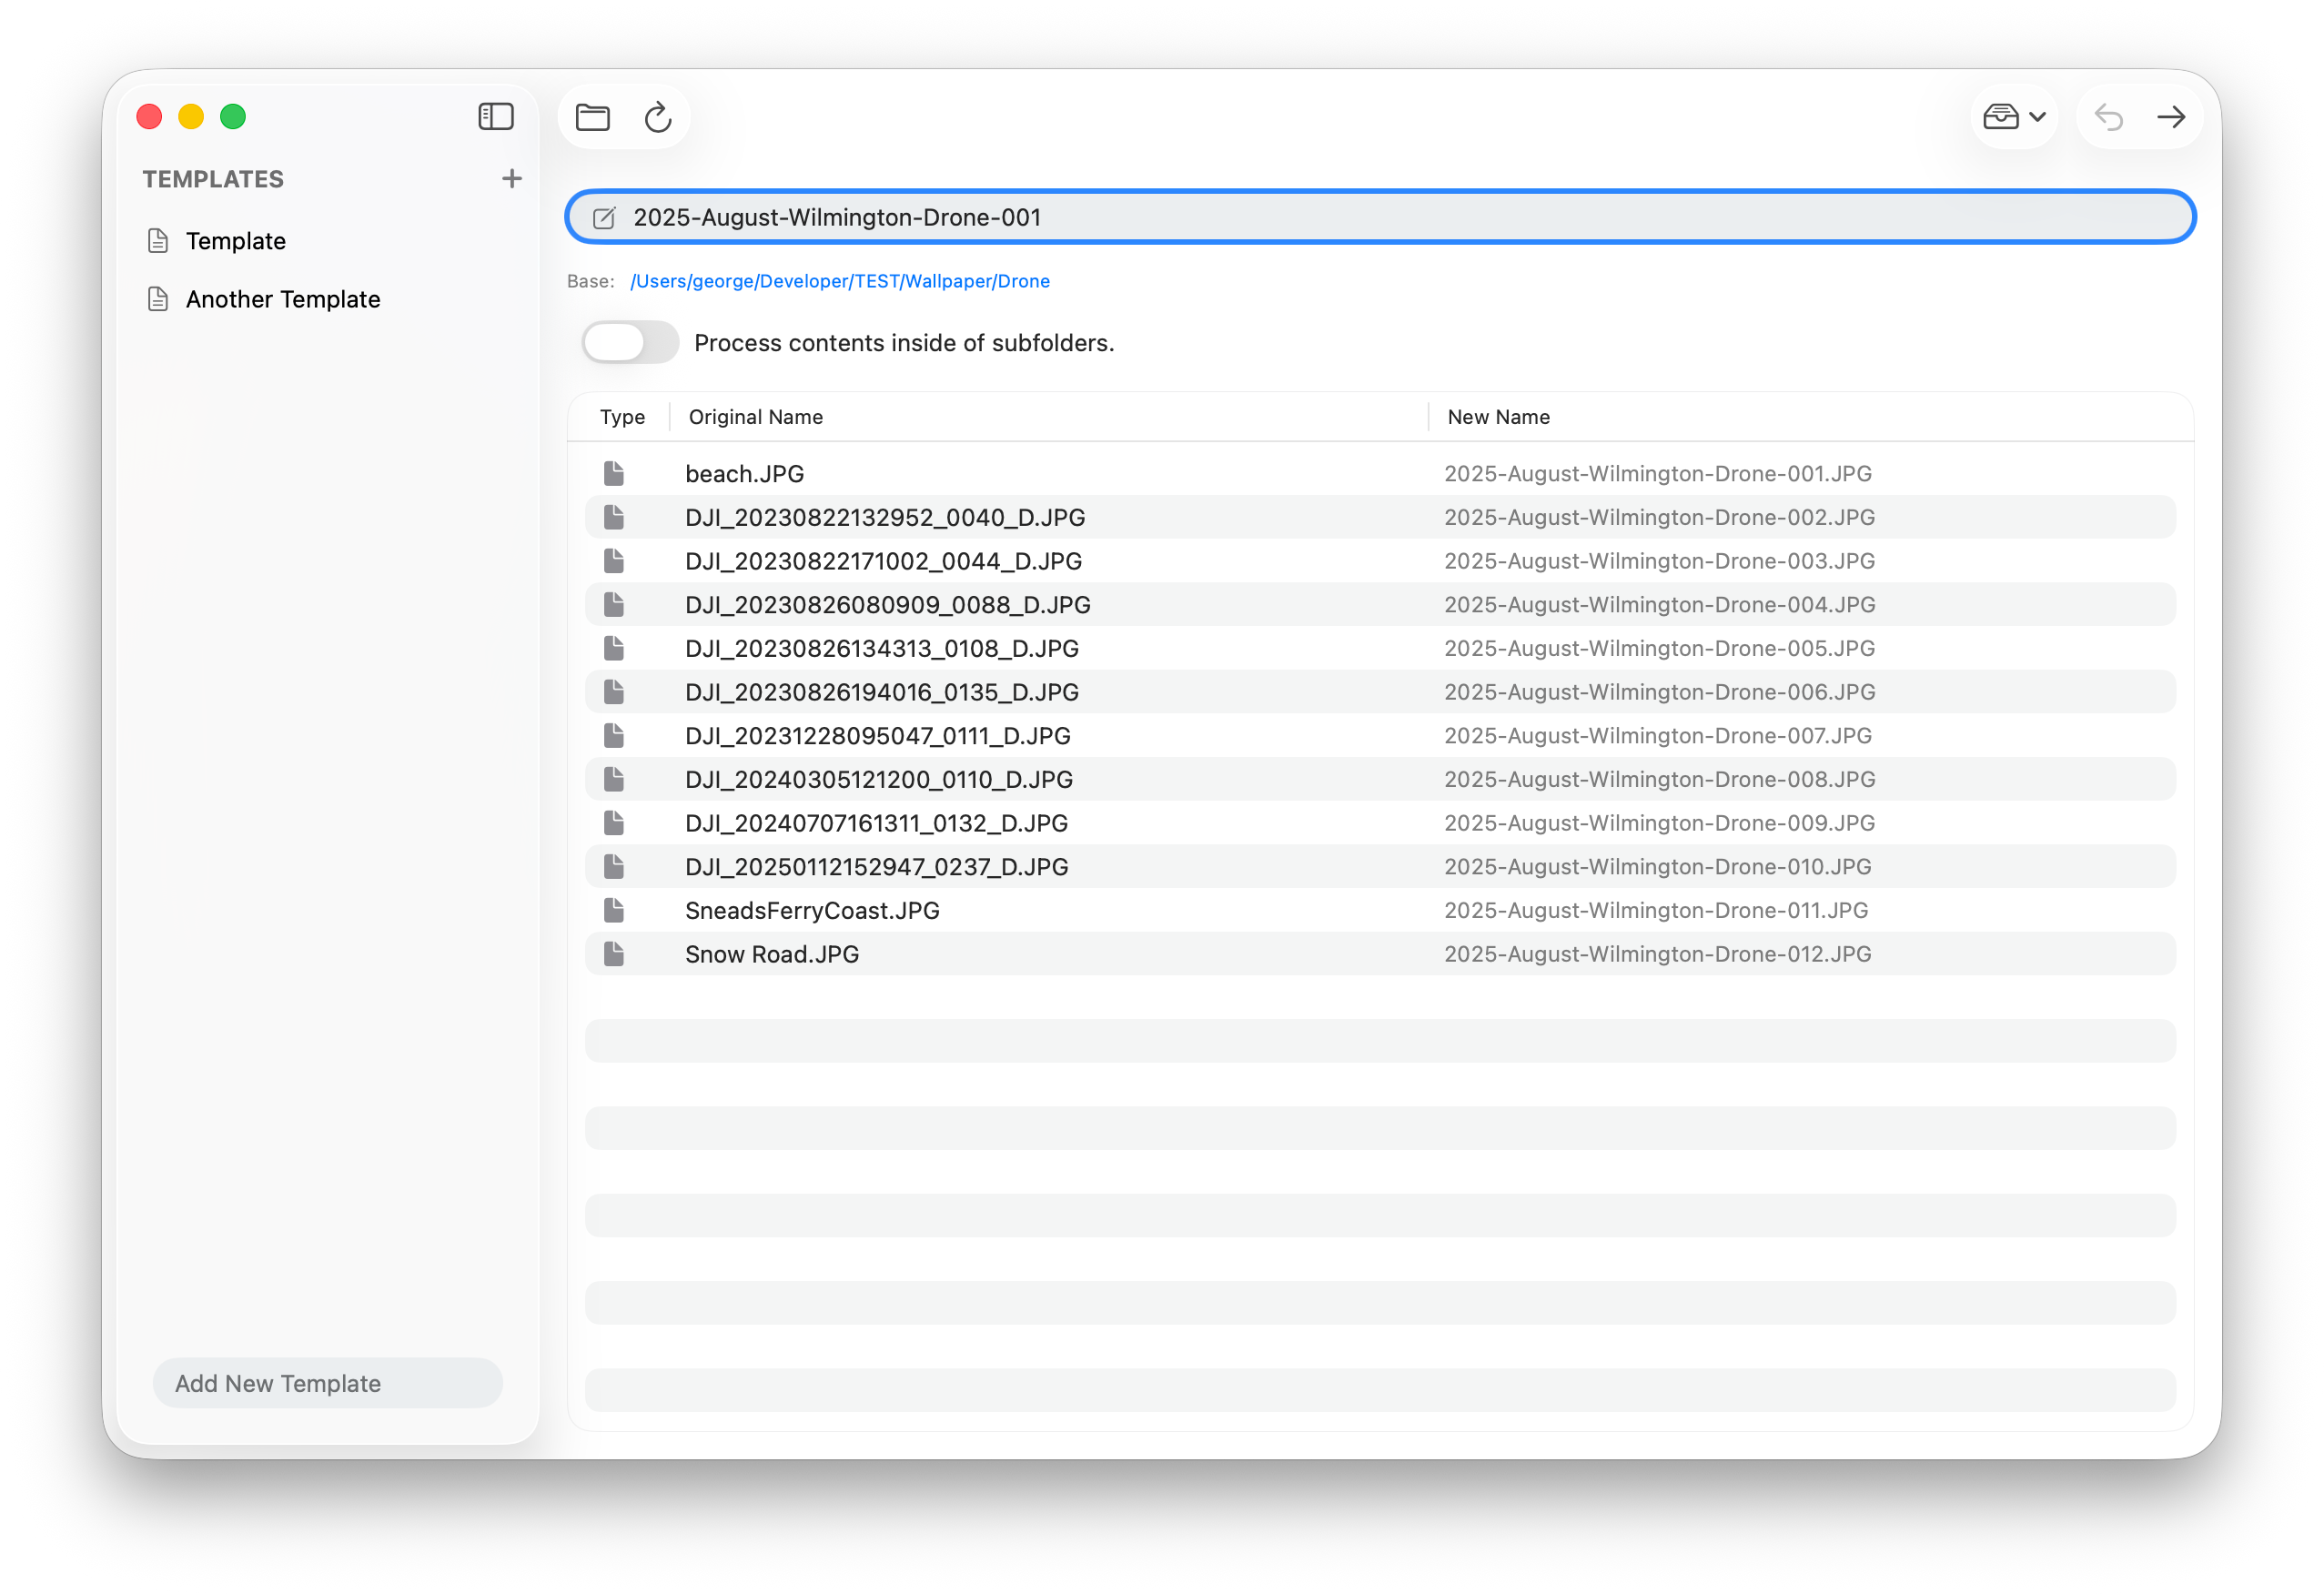 TEMPLATES
Template
Another Template
Add New Template
2025-August-Wilmington-Drone-001
Base: /Users/george/Developer/TEST/Wallpaper/Drone
Process contents inside of subfolders.
Type Original Name New Name
beach.JPG 2025-August-Wilmington-Drone-001.JPG
DJI_20230822132952_0040_D.JPG 2025-August-Wilmington-Drone-002.JPG
DJI_20230822171002_0044_D.JPG 2025-August-Wilmington-Drone-003.JPG
DJI_20230826080909_0088_D.JPG 2025-August-Wilmington-Drone-004.JPG
DJI_20230826134313_0108_D.JPG 2025-August-Wilmington-Drone-005.JPG
DJI_20230826194016_0135_D.JPG 2025-August-Wilmington-Drone-006.JPG
DJI_20231228095047_0111_D.JPG 2025-August-Wilmington-Drone-007.JPG
DJI_20240305121200_0110_D.JPG 2025-August-Wilmington-Drone-008.JPG
DJI_20240707161311_0132_D.JPG 2025-August-Wilmington-Drone-009.JPG
DJI_20250112152947_0237_D.JPG 2025-August-Wilmington-Drone-010.JPG
SneadsFerryCoast.JPG 2025-August-Wilmington-Drone-011.JPG
Snow Road.JPG 2025-August-Wilmington-Drone-012.JPG